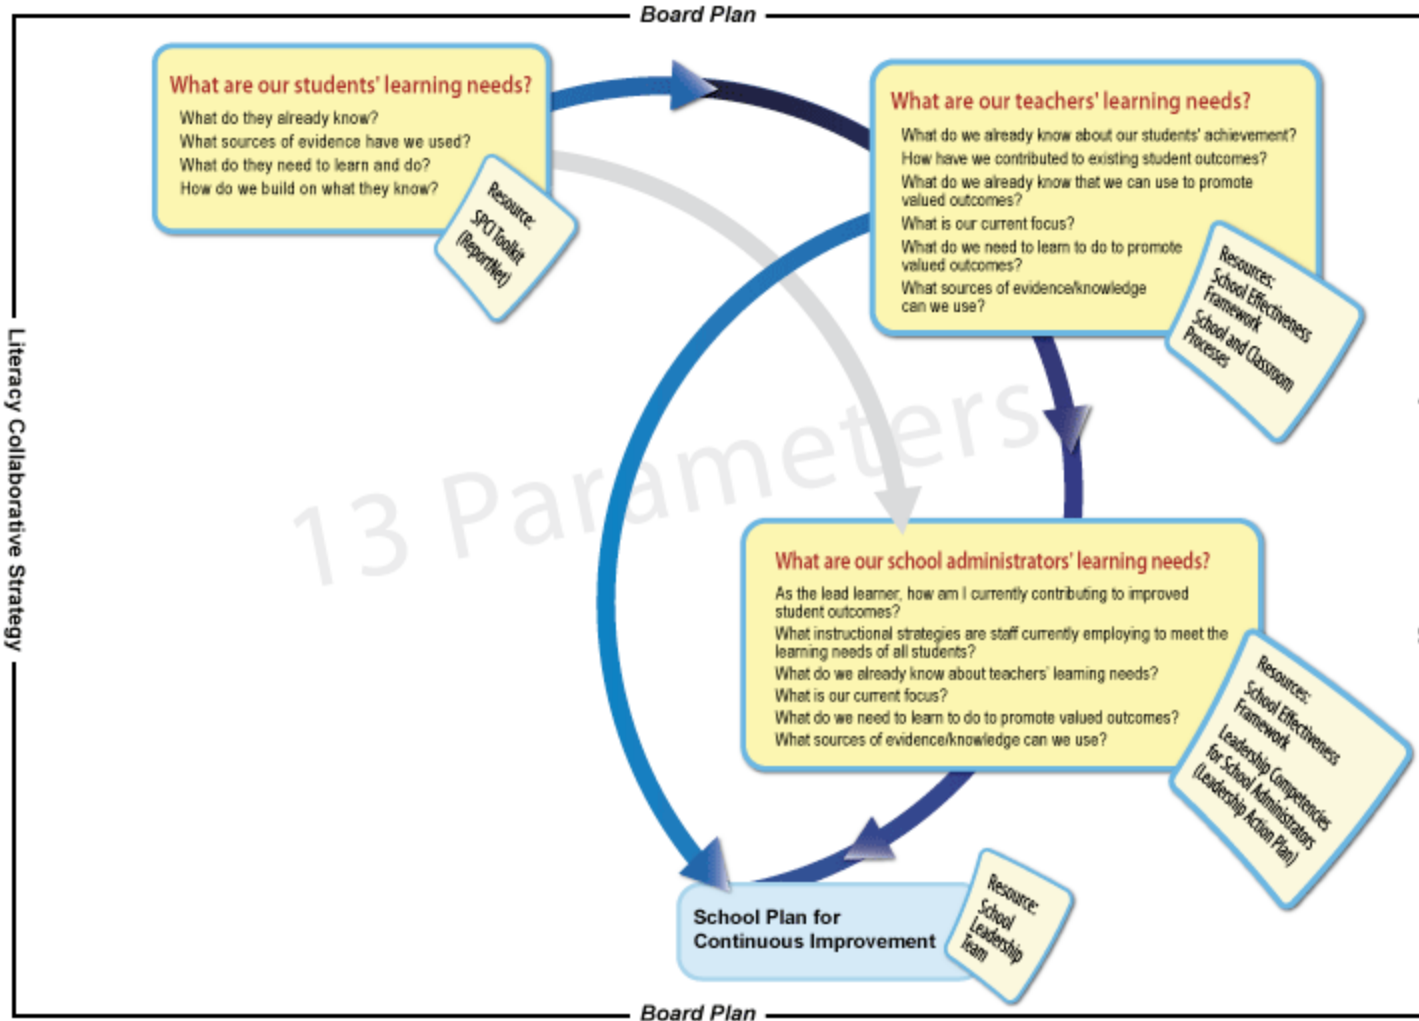 Board Plan
What are our students' learning needs?
What do they already know?
What sources of evidence have we used?
What do they need to learn and do?
How do we build on what they know?
Resource:
SPCI Toolkit
(ReportNet)
What are our teachers' learning needs?
What do we already know about our students' achievement?
How have we contributed to existing student outcomes?
What do we already know that we can use to promote
valued outcomes?
What is our current focus?
What do we need to learn to do to promote
valued outcomes?
What sources of evidence/knowledge
can we use?
Resources:
School Effectiveness
Framework
School and Classroom
Processes
Literacy Collaborative Strategy
13 Parameters
What are our school administrators' learning needs?
As the lead learner, how am I currently contributing to improved
student outcomes?
What instructional strategies are staff currently employing to meet the
learning needs of all students?
What do we already know about teachers' learning needs?
What is our current focus?
What do we need to learn to do to promote valued outcomes?
What sources of evidence/knowledge can we use?
Resources:
School Effectiveness
Framework
Leadership Competencies
for School Administrators
(Leadership Action Plan)
School Plan for
Continuous Improvement
Resource:
School
Leadership
Team
Board Plan